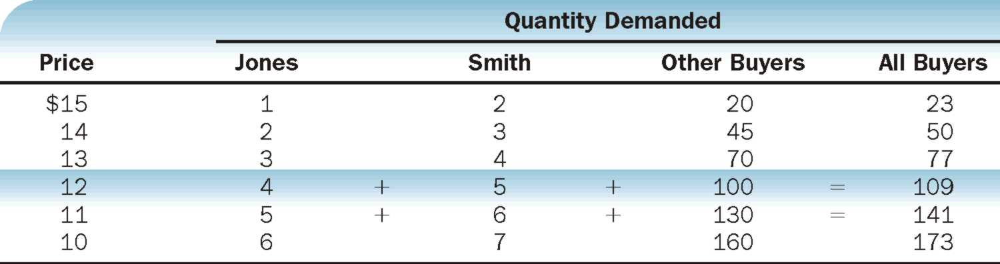 Quantity Demanded
Price Jones Smith Other Buyers All Buyers
$15 1 2 20 23
14 2 3 45 50
13 3 4 70 77
12 4 + 5 + 100 = 109
11 5 + 6 + 130 = 141
10 6 7 160 173